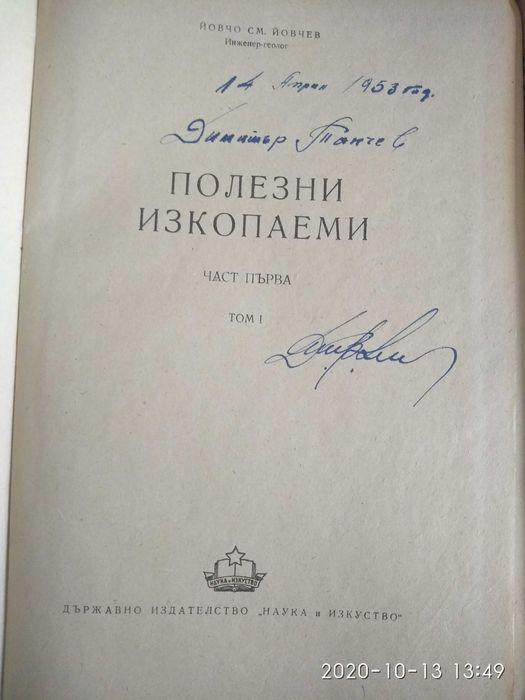 ЙОВЧО СМ. ЙОВЧЕВ
Инженер-геолог
14 Април 1953 год.
Димитър Танчев
ПОЛЕЗНИ
ИЗКОПАЕМИ
ЧАСТ ПЪРВА
ТОМ I
НАУКА и ИЗКУСТВО
ДЪРЖАВНО ИЗДАТЕЛСТВО „НАУКА и ИЗКУСТВО"
2020-10-13 13:49